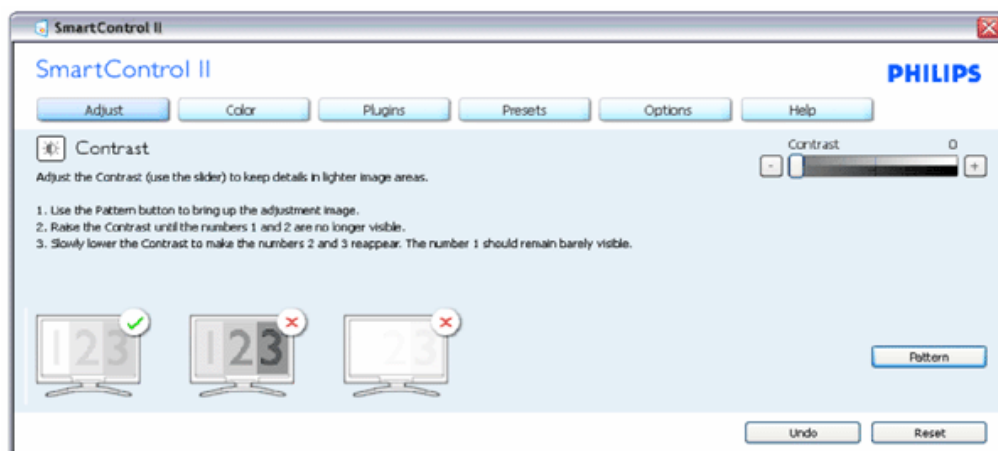 SmartControl II
SmartControl II
PHILIPS
Adjust Color Plugins Presets Options Help
Contrast
Contrast 0
- +
Adjust the Contrast (use the slider) to keep details in lighter image areas.
1. Use the Pattern button to bring up the adjustment image.
2. Raise the Contrast until the numbers 1 and 2 are no longer visible.
3. Slowly lower the Contrast to make the numbers 2 and 3 reappear. The number 1 should remain barely visible.
123 123 23
Pattern
Undo Reset